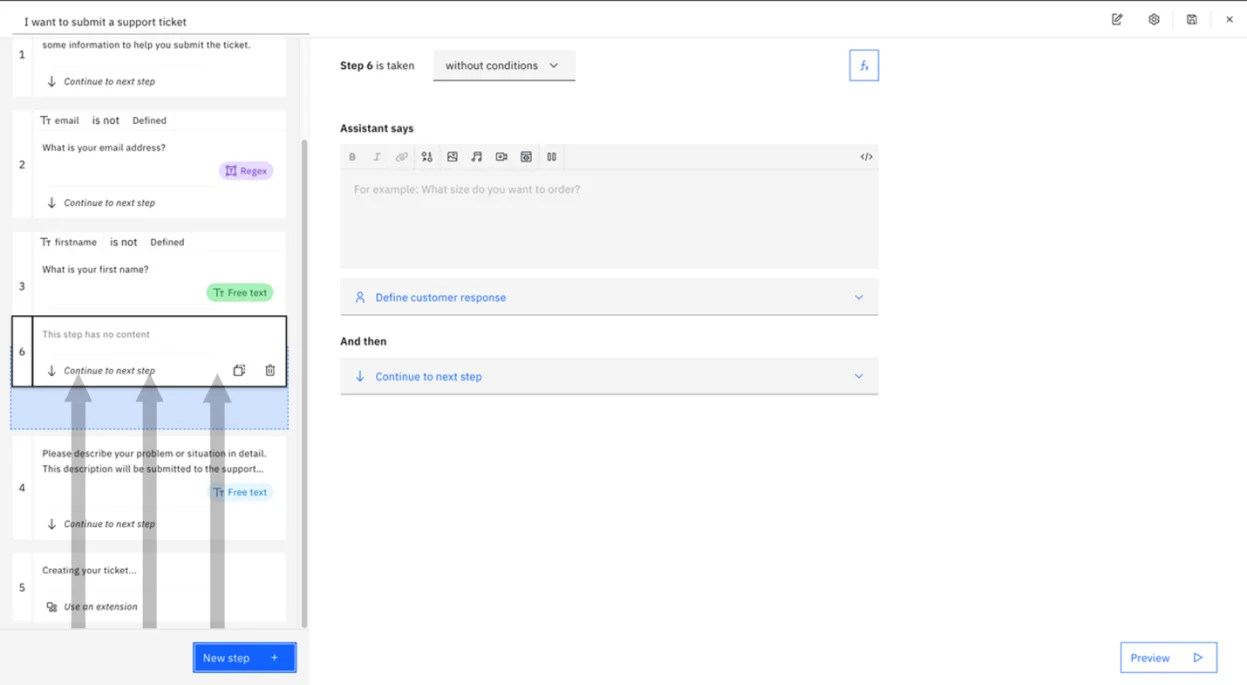 I want to submit a support ticket
1
some information to help you submit the ticket.
Continue to next step
2
Tт email is not Defined
What is your email address?
Regex
Continue to next step
3
Tт firstname is not Defined
What is your first name?
Tт Free text
6
This step has no content
Continue to next step
4
Please describe your problem or situation in detail.
This description will be submitted to the support...
Tт Free text
Continue to next step
5
Creating your ticket...
Use an extension
New step +
Step 6 is taken without conditions
fx
Assistant says
B I </>
For example: What size do you want to order?
Define customer response
And then
Continue to next step
Preview